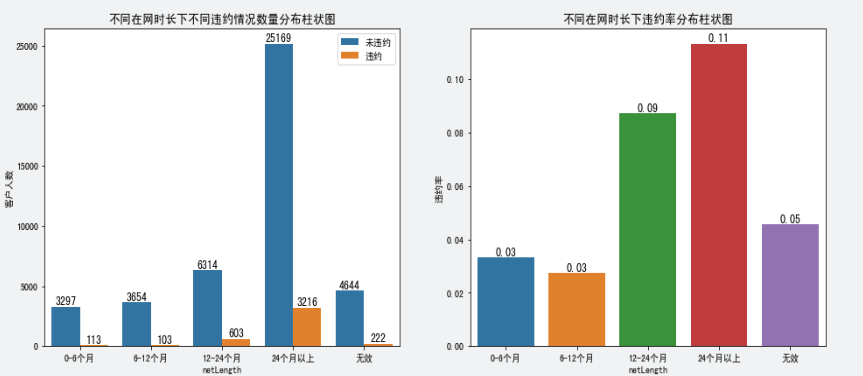 不同在网时长下不同违约情况数量分布柱状图
未违约
违约
25000
20000
15000
10000
5000
0
客户人数
3297
113
3654
103
6314
603
25169
3216
4644
222
0-6个月
6-12个月
12-24个月
24个月以上
无效
netLength
不同在网时长下违约率分布柱状图
0.10
0.08
0.06
0.04
0.02
0.00
违约率
0.03
0.03
0.09
0.11
0.05
0-6个月
6-12个月
12-24个月
24个月以上
无效
netLength